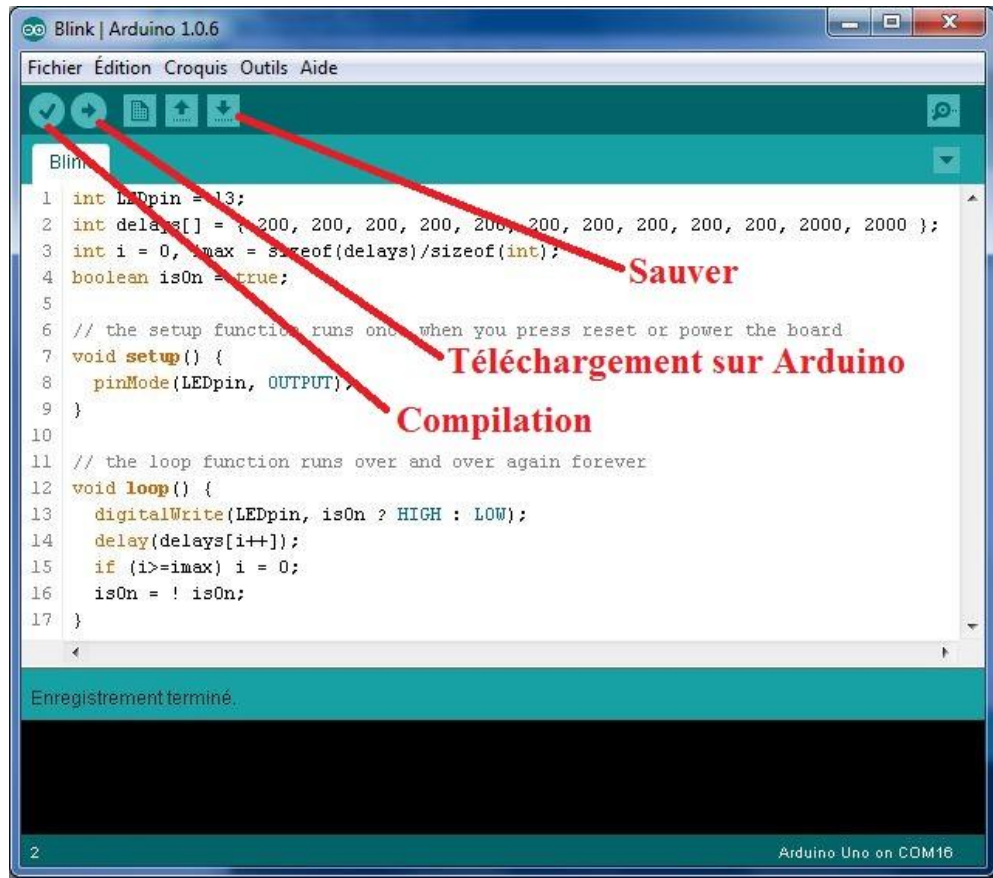 Blink | Arduino 1.0.6
Fichier Édition Croquis Outils Aide
Blink
1 int LEDpin = 13;
2 int delays[] = { 200, 200, 200, 200, 200, 200, 200, 200, 200, 200, 2000, 2000 };
3 int i = 0, imax = sizeof(delays)/sizeof(int);
Sauver
4 boolean isOn = true;
5
6 // the setup function runs once when you press reset or power the board
7 void setup() {
Téléchargement sur Arduino
8 pinMode(LEDpin, OUTPUT);
9 }
Compilation
10
11 // the loop function runs over and over again forever
12 void loop() {
13 digitalWrite(LEDpin, isOn ? HIGH : LOW);
14 delay(delays[i++]);
15 if (i>=imax) i = 0;
16 isOn = ! isOn;
17 }
Enregistrement terminé.
2 Arduino Uno on COM16